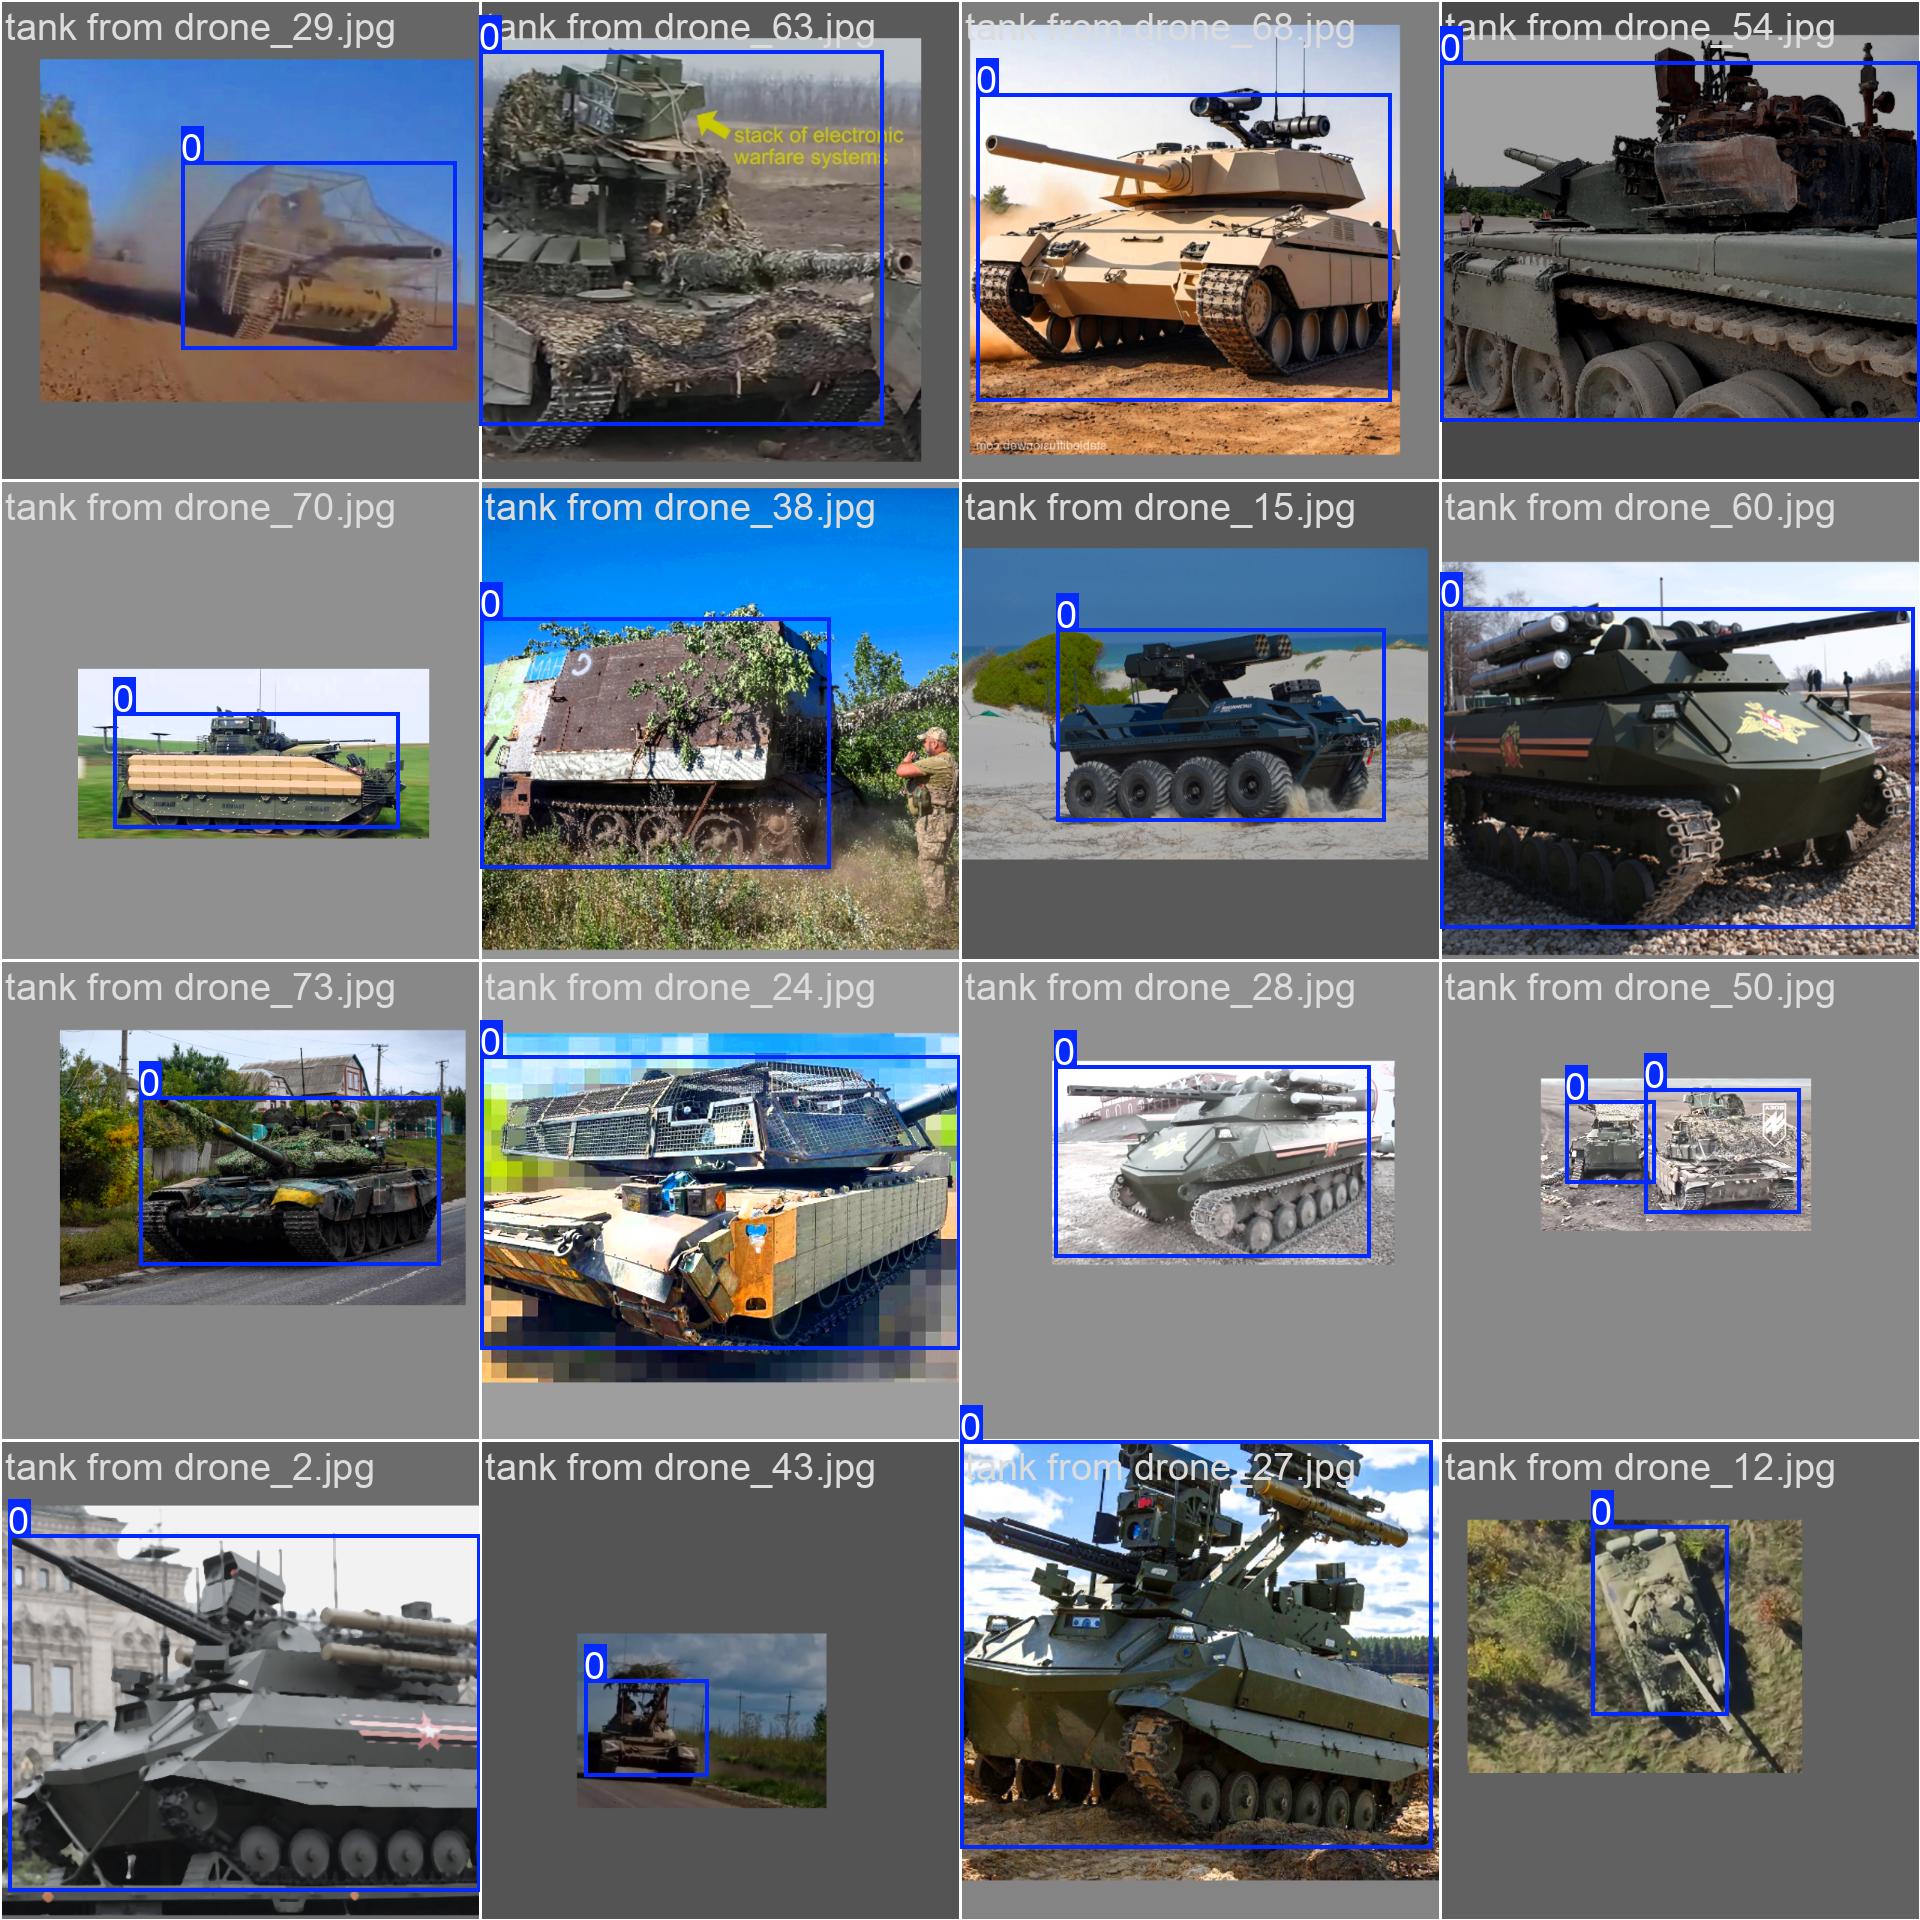 tank from drone_29.jpg
tank from drone_63.jpg
tank from drone_68.jpg
tank from drone_54.jpg
0
0
0
0
stack of electronic
warfare systems
tank from drone_70.jpg
tank from drone_38.jpg
tank from drone_15.jpg
tank from drone_60.jpg
0
0
0
0
tank from drone_73.jpg
tank from drone_24.jpg
tank from drone_28.jpg
tank from drone_50.jpg
0
0
0
0
0
tank from drone_2.jpg
tank from drone_43.jpg
tank from drone_27.jpg
tank from drone_12.jpg
0
0
0
0